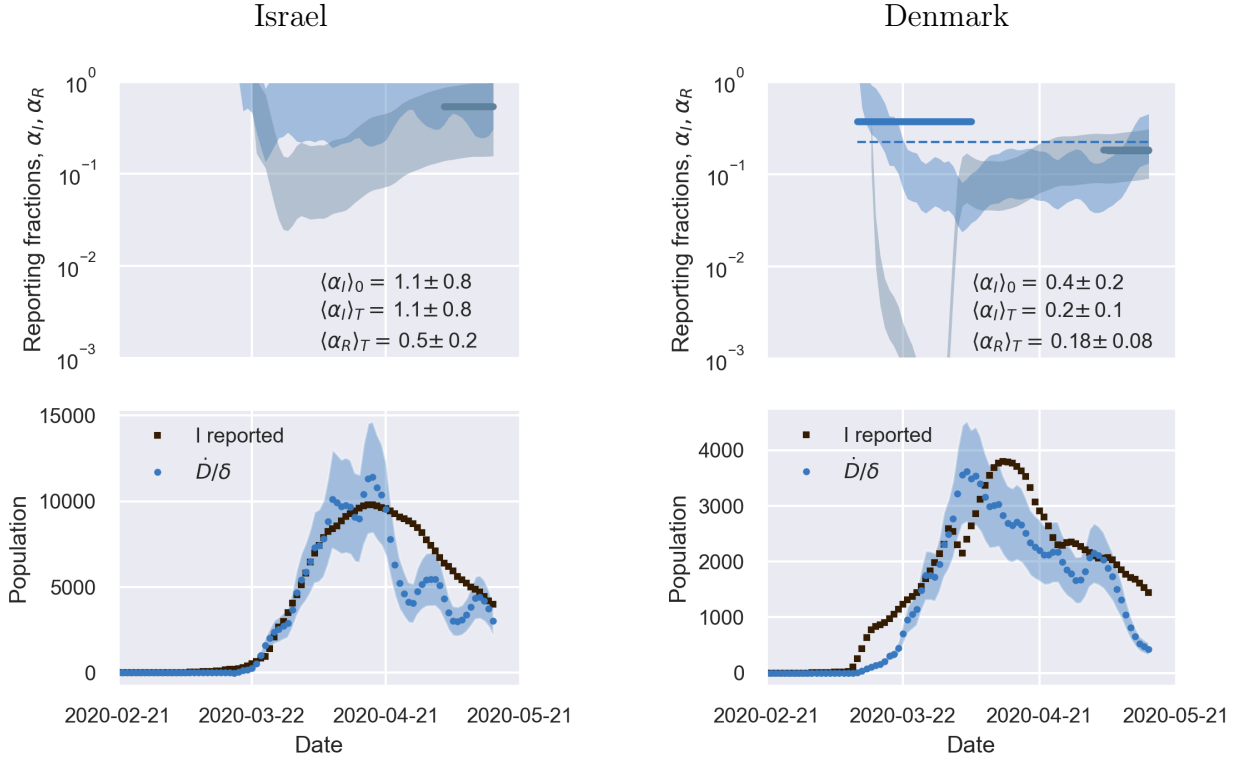 Israel
Denmark
Reporting fractions, α_I, α_R
10^0
10^−1
10^−2
10^−3
⟨α_I⟩_0 = 1.1± 0.8
⟨α_I⟩_T = 1.1± 0.8
⟨α_R⟩_T = 0.5± 0.2
Reporting fractions, α_I, α_R
10^0
10^−1
10^−2
10^−3
⟨α_I⟩_0 = 0.4± 0.2
⟨α_I⟩_T = 0.2± 0.1
⟨α_R⟩_T = 0.18± 0.08
Population
15000
10000
5000
0
I reported
Ḋ/δ
2020-02-21 2020-03-22 2020-04-21 2020-05-21
Date
Population
4000
3000
2000
1000
0
I reported
Ḋ/δ
2020-02-21 2020-03-22 2020-04-21 2020-05-21
Date